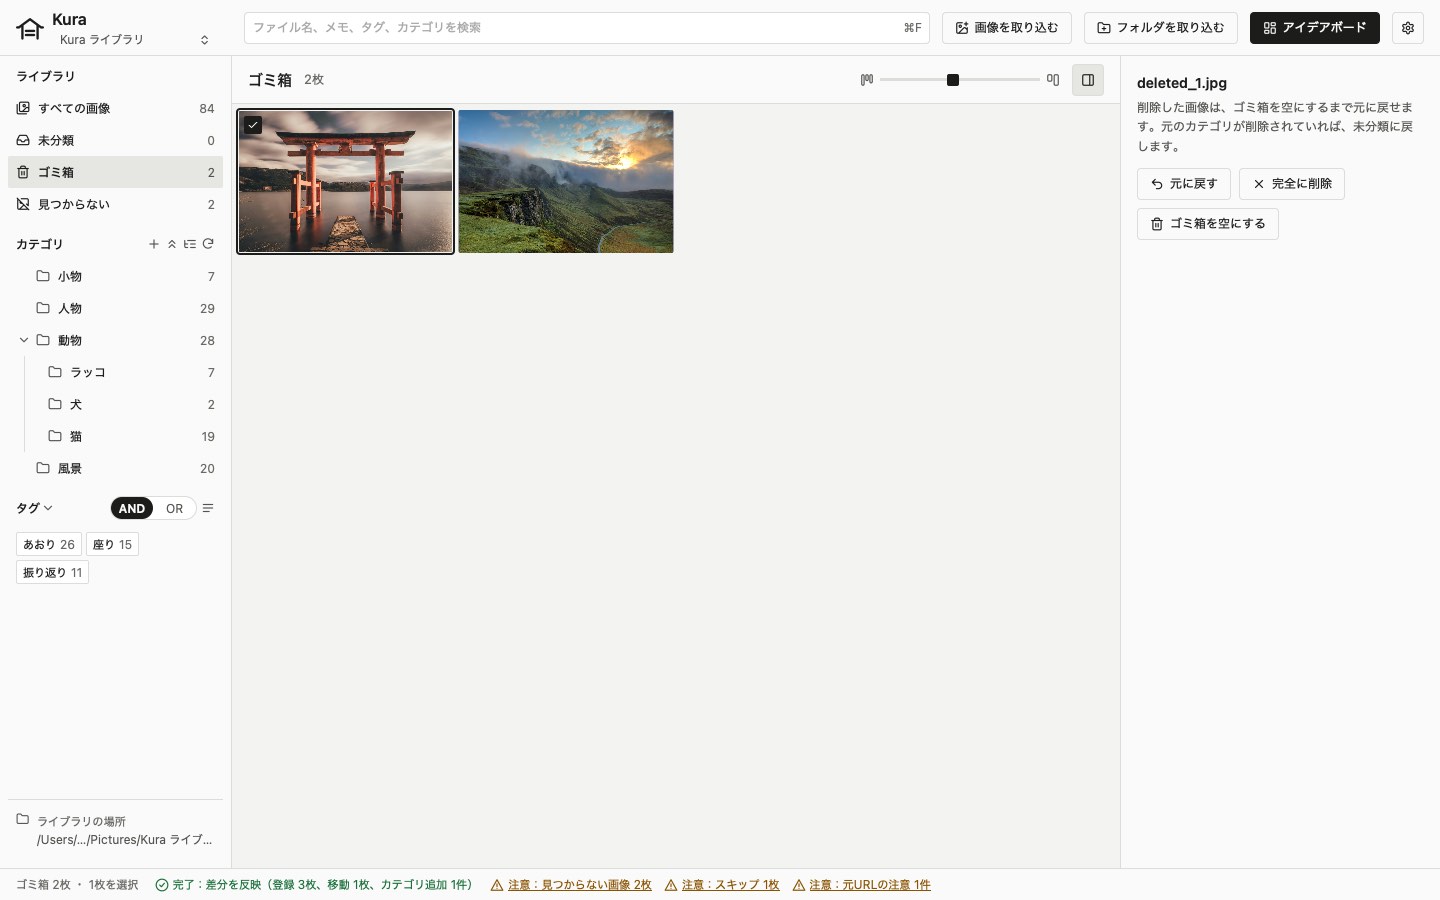 Kura
Kura ライブラリ
ファイル名、メモ、タグ、カテゴリを検索
⌘F
画像を取り込む
フォルダを取り込む
アイデアボード
ライブラリ
すべての画像 84
未分類 0
ゴミ箱 2
見つからない 2
カテゴリ
小物 7
人物 29
動物 28
ラッコ 7
犬 2
猫 19
風景 20
タグ
AND OR
あおり 26 座り 15
振り返り 11
ライブラリの場所
/Users/.../Pictures/Kura ライブ...
ゴミ箱 2枚
deleted_1.jpg
削除した画像は、ゴミ箱を空にするまで元に戻せま
す。元のカテゴリが削除されていれば、未分類に戻
します。
元に戻す
完全に削除
ゴミ箱を空にする
ゴミ箱 2枚 ・ 1枚を選択
完了：差分を反映（登録 3枚、移動 1枚、カテゴリ追加 1件）
注意：見つからない画像 2枚
注意：スキップ 1枚
注意：元URLの注意 1件